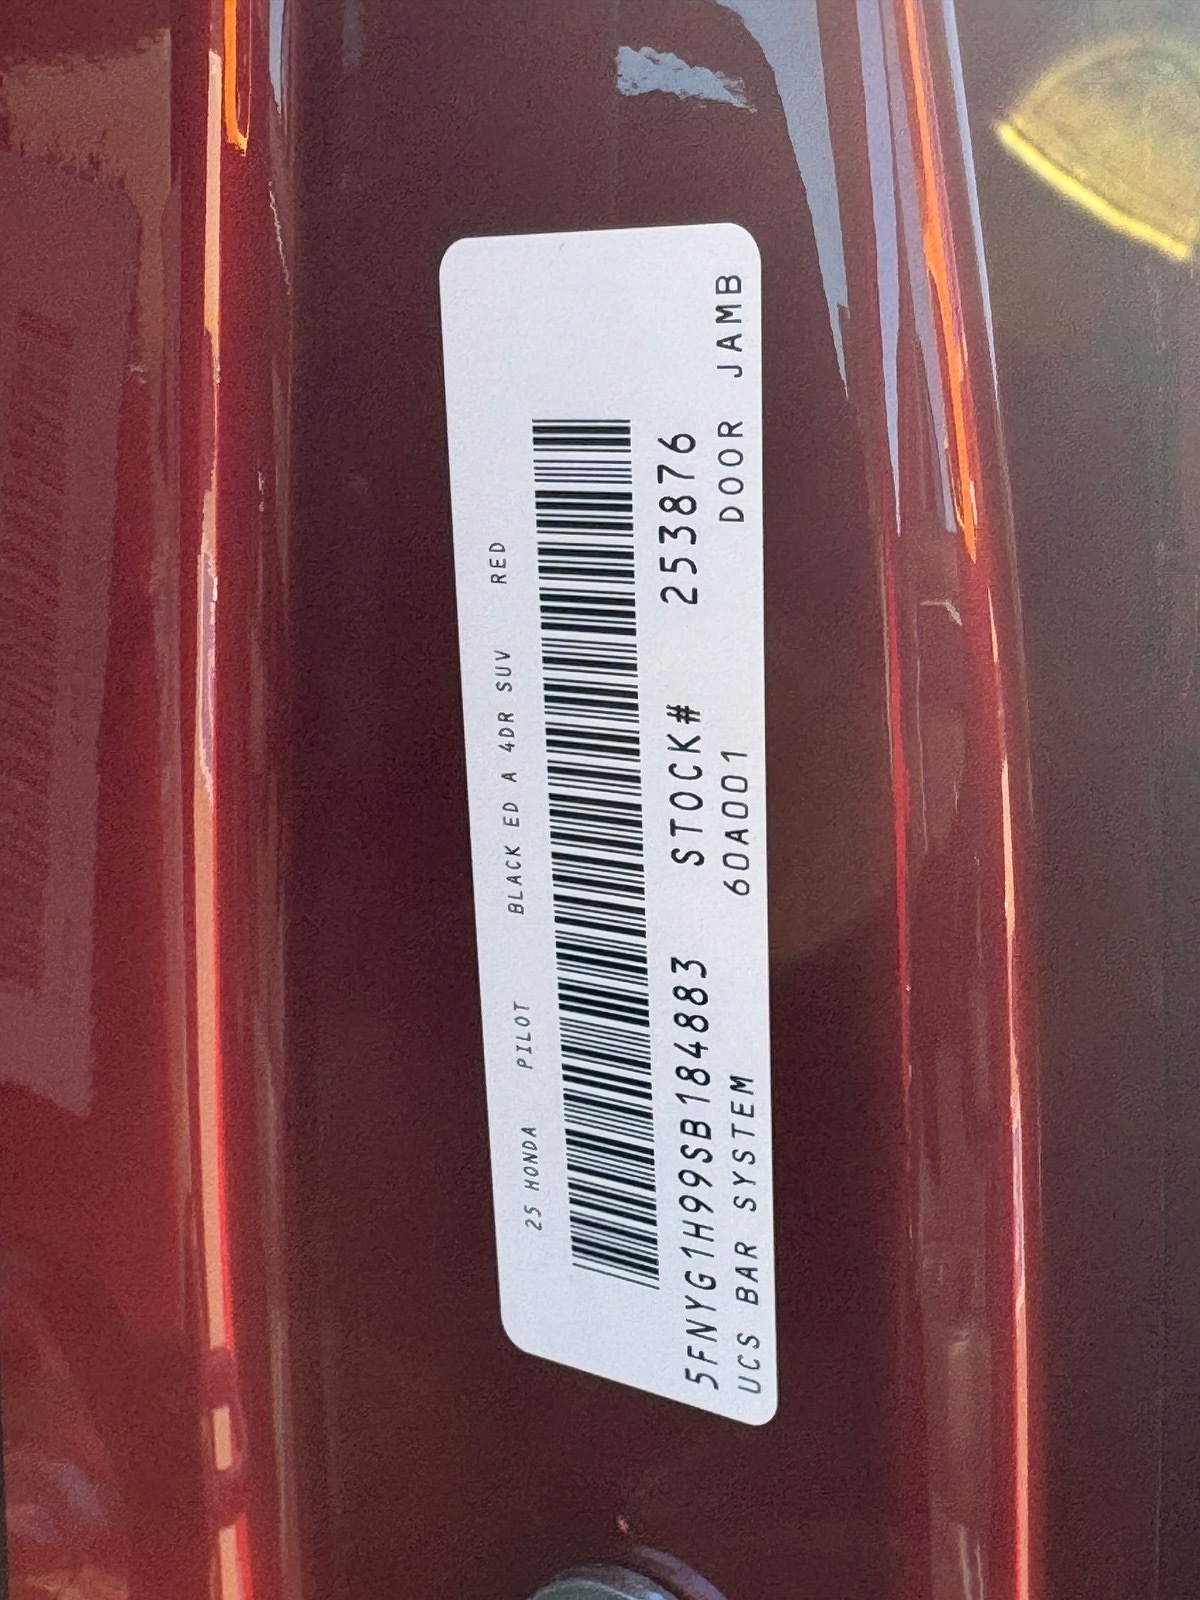 25 HONDA PILOT BLACK ED A 4DR SUV RED
5FNYG1H99SB184883 STOCK# 253876
UCS BAR SYSTEM 60A001 DOOR JAMB